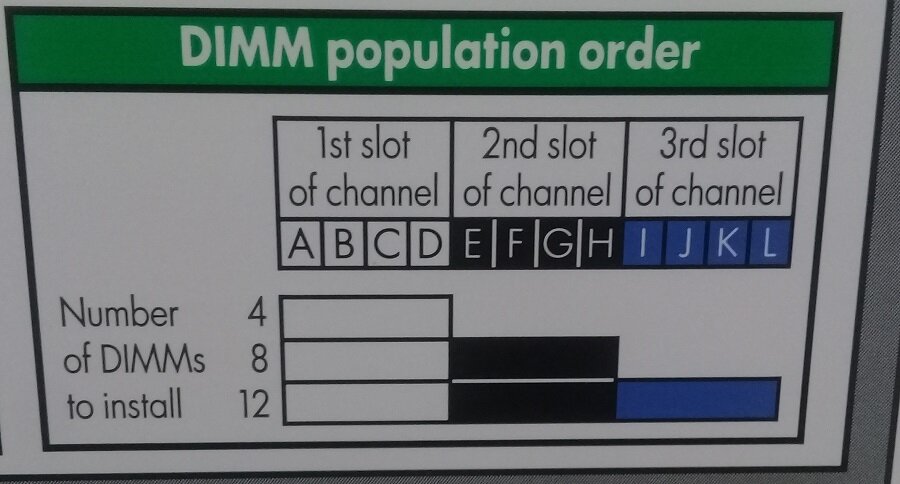 DIMM population order
1st slot
of channel
2nd slot
of channel
3rd slot
of channel
A B C D E F G H I J K L
Number
of DIMMs
to install
4
8
12